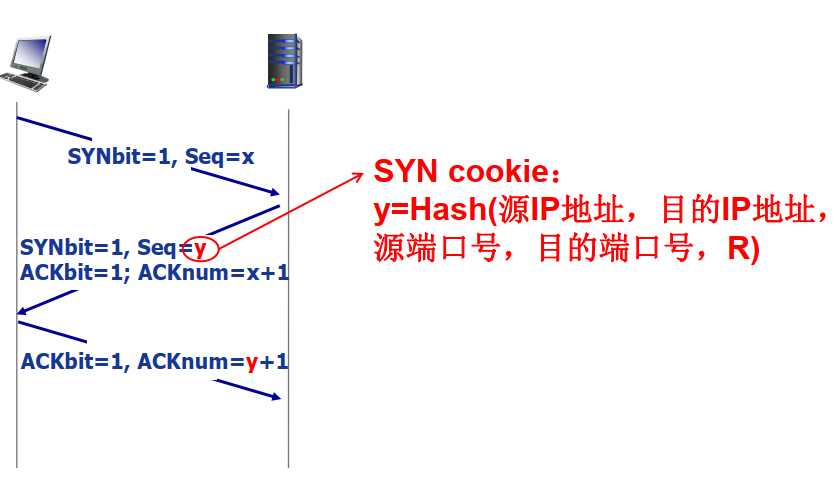 SYNbit=1, Seq=x
SYN cookie：
y=Hash(源IP地址，目的IP地址，
源端口号，目的端口号，R)
SYNbit=1, Seq=y
ACKbit=1; ACKnum=x+1
ACKbit=1, ACKnum=y+1